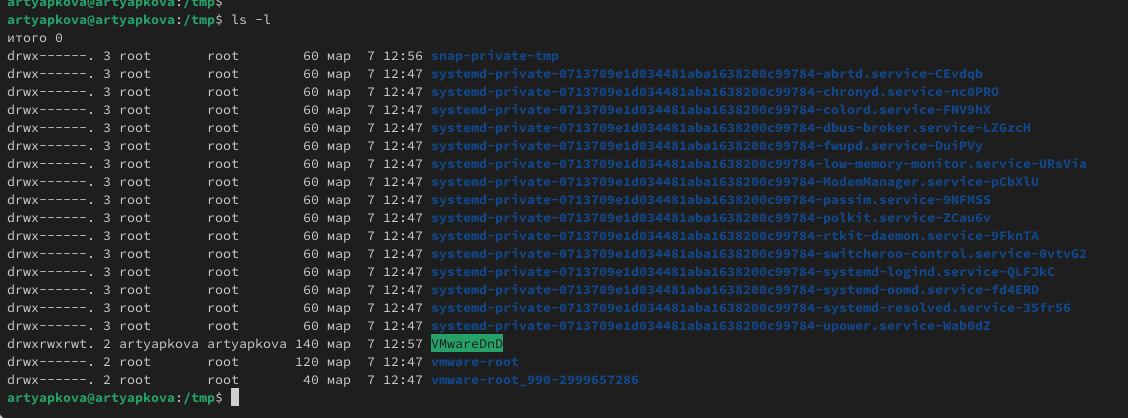 artyapkova@artyapkova:/tmp$
artyapkova@artyapkova:/tmp$ ls -l
итого 0
drwx------. 3 root       root        60 мар  7 12:56 snap-private-tmp
drwx------. 3 root       root        60 мар  7 12:47 systemd-private-0713709e1d034481aba1638200c99784-abrtd.service-CEvdqb
drwx------. 3 root       root        60 мар  7 12:47 systemd-private-0713709e1d034481aba1638200c99784-chronyd.service-nc0PRO
drwx------. 3 root       root        60 мар  7 12:47 systemd-private-0713709e1d034481aba1638200c99784-colord.service-FNV9hX
drwx------. 3 root       root        60 мар  7 12:47 systemd-private-0713709e1d034481aba1638200c99784-dbus-broker.service-LZGzcH
drwx------. 3 root       root        60 мар  7 12:47 systemd-private-0713709e1d034481aba1638200c99784-fwupd.service-DuiPVy
drwx------. 3 root       root        60 мар  7 12:47 systemd-private-0713709e1d034481aba1638200c99784-low-memory-monitor.service-URsVia
drwx------. 3 root       root        60 мар  7 12:47 systemd-private-0713709e1d034481aba1638200c99784-ModemManager.service-pCbXlU
drwx------. 3 root       root        60 мар  7 12:47 systemd-private-0713709e1d034481aba1638200c99784-passim.service-9NFMSS
drwx------. 3 root       root        60 мар  7 12:47 systemd-private-0713709e1d034481aba1638200c99784-polkit.service-ZCau6v
drwx------. 3 root       root        60 мар  7 12:47 systemd-private-0713709e1d034481aba1638200c99784-rtkit-daemon.service-9FknTA
drwx------. 3 root       root        60 мар  7 12:47 systemd-private-0713709e1d034481aba1638200c99784-switcheroo-control.service-0vtvG2
drwx------. 3 root       root        60 мар  7 12:47 systemd-private-0713709e1d034481aba1638200c99784-systemd-logind.service-QLFJkC
drwx------. 3 root       root        60 мар  7 12:47 systemd-private-0713709e1d034481aba1638200c99784-systemd-oomd.service-fd4ERD
drwx------. 3 root       root        60 мар  7 12:47 systemd-private-0713709e1d034481aba1638200c99784-systemd-resolved.service-35fr56
drwx------. 3 root       root        60 мар  7 12:47 systemd-private-0713709e1d034481aba1638200c99784-upower.service-Wab0dZ
drwxrwxrwt. 2 artyapkova artyapkova 140 мар  7 12:57 VMwareDnD
drwx------. 2 root       root       120 мар  7 12:47 vmware-root
drwx------. 2 root       root        40 мар  7 12:47 vmware-root_990-2999657286
artyapkova@artyapkova:/tmp$